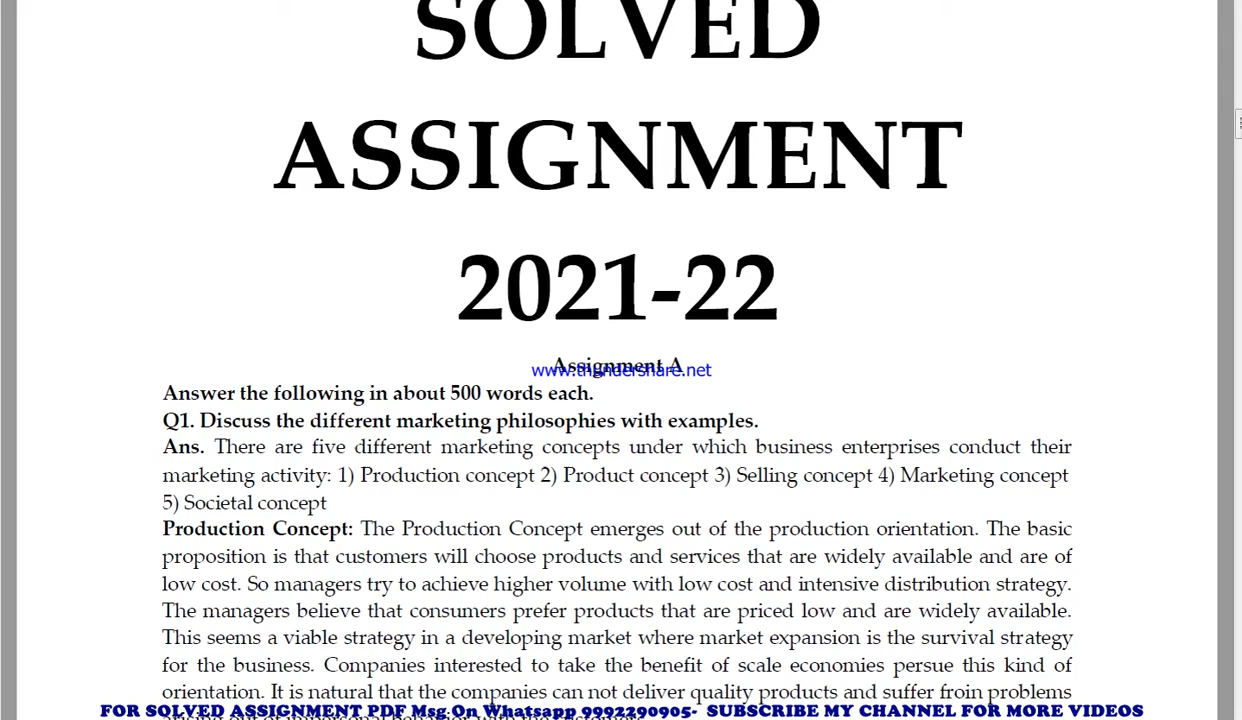 SOLVED
ASSIGNMENT
2021-22
Assignment A
www.thundershare.net
Answer the following in about 500 words each.
Q1. Discuss the different marketing philosophies with examples.
Ans. There are five different marketing concepts under which business enterprises conduct their
marketing activity: 1) Production concept 2) Product concept 3) Selling concept 4) Marketing concept
5) Societal concept
Production Concept: The Production Concept emerges out of the production orientation. The basic
proposition is that customers will choose products and services that are widely available and are of
low cost. So managers try to achieve higher volume with low cost and intensive distribution strategy.
The managers believe that consumers prefer products that are priced low and are widely available.
This seems a viable strategy in a developing market where market expansion is the survival strategy
for the business. Companies interested to take the benefit of scale economies persue this kind of
orientation. It is natural that the companies can not deliver quality products and suffer froin problems
arising out of impersonal behavior with the customers.
FOR SOLVED ASSIGNMENT PDF Msg On Whatsapp 9992290905- SUBSCRIBE MY CHANNEL FOR MORE VIDEOS